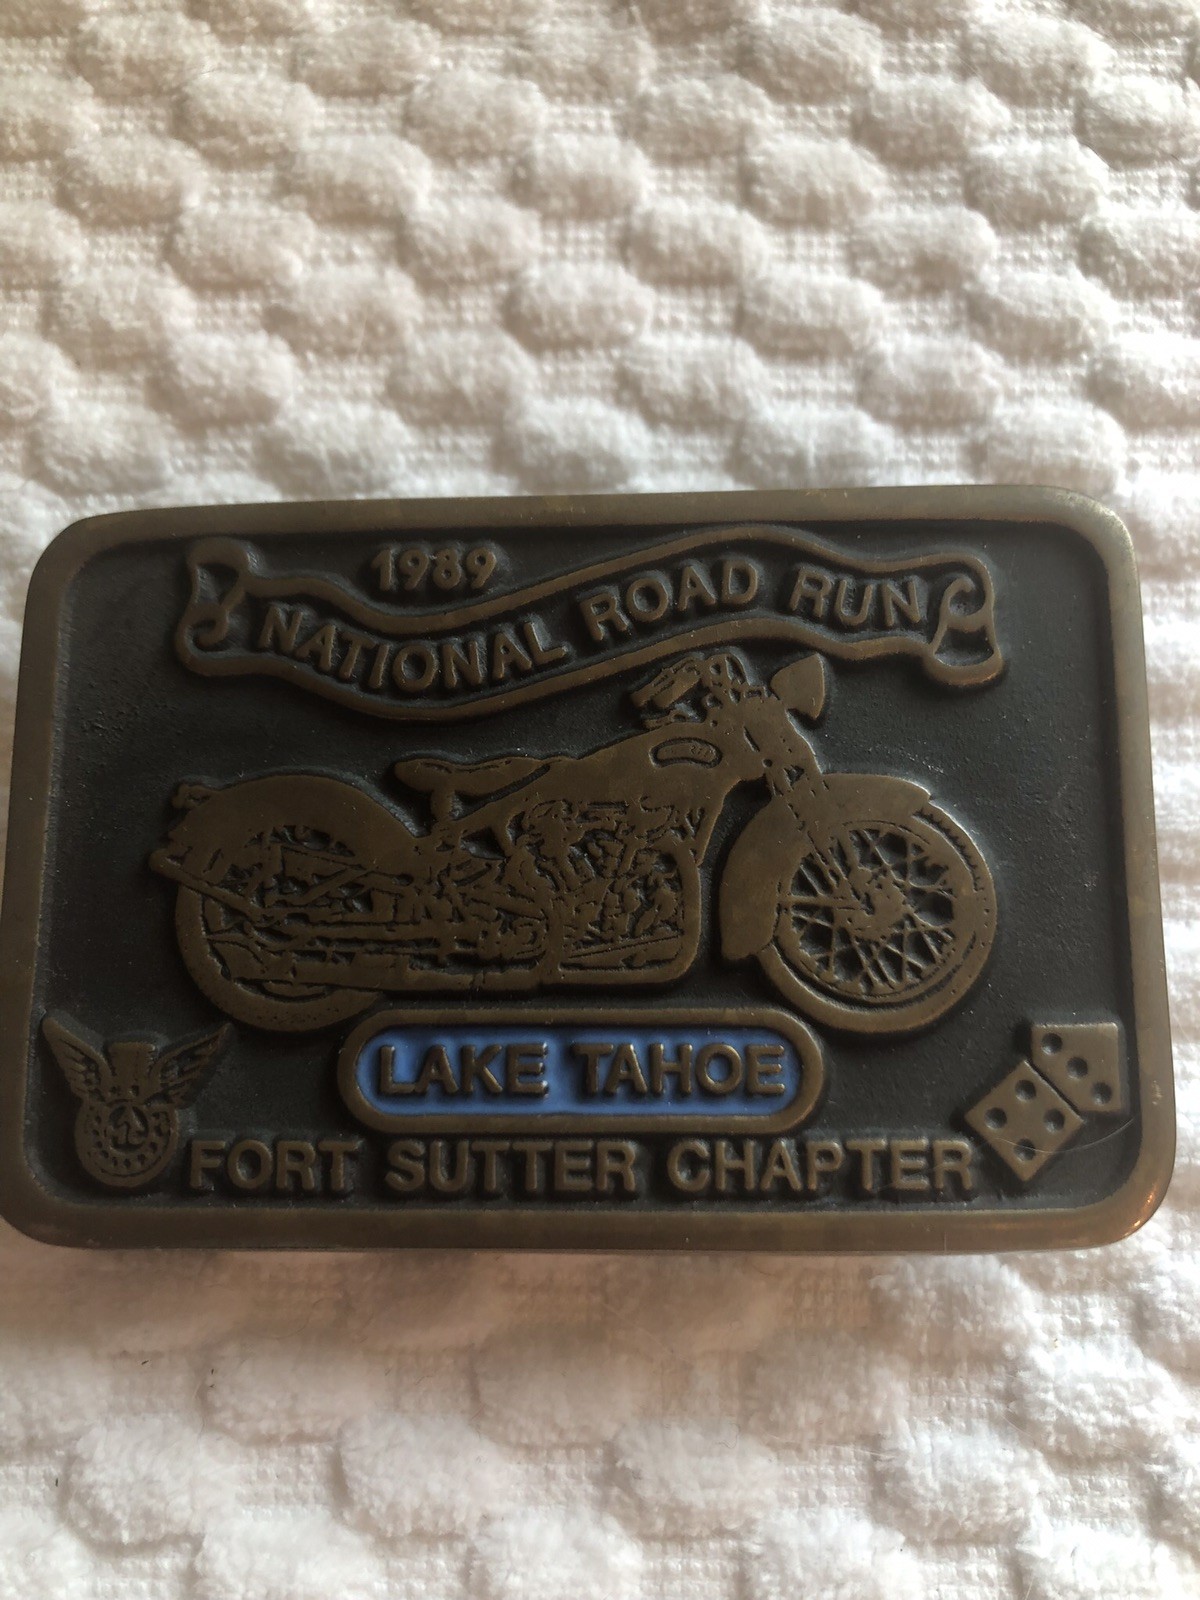 1989
NATIONAL ROAD RUN
LAKE TAHOE
FORT SUTTER CHAPTER